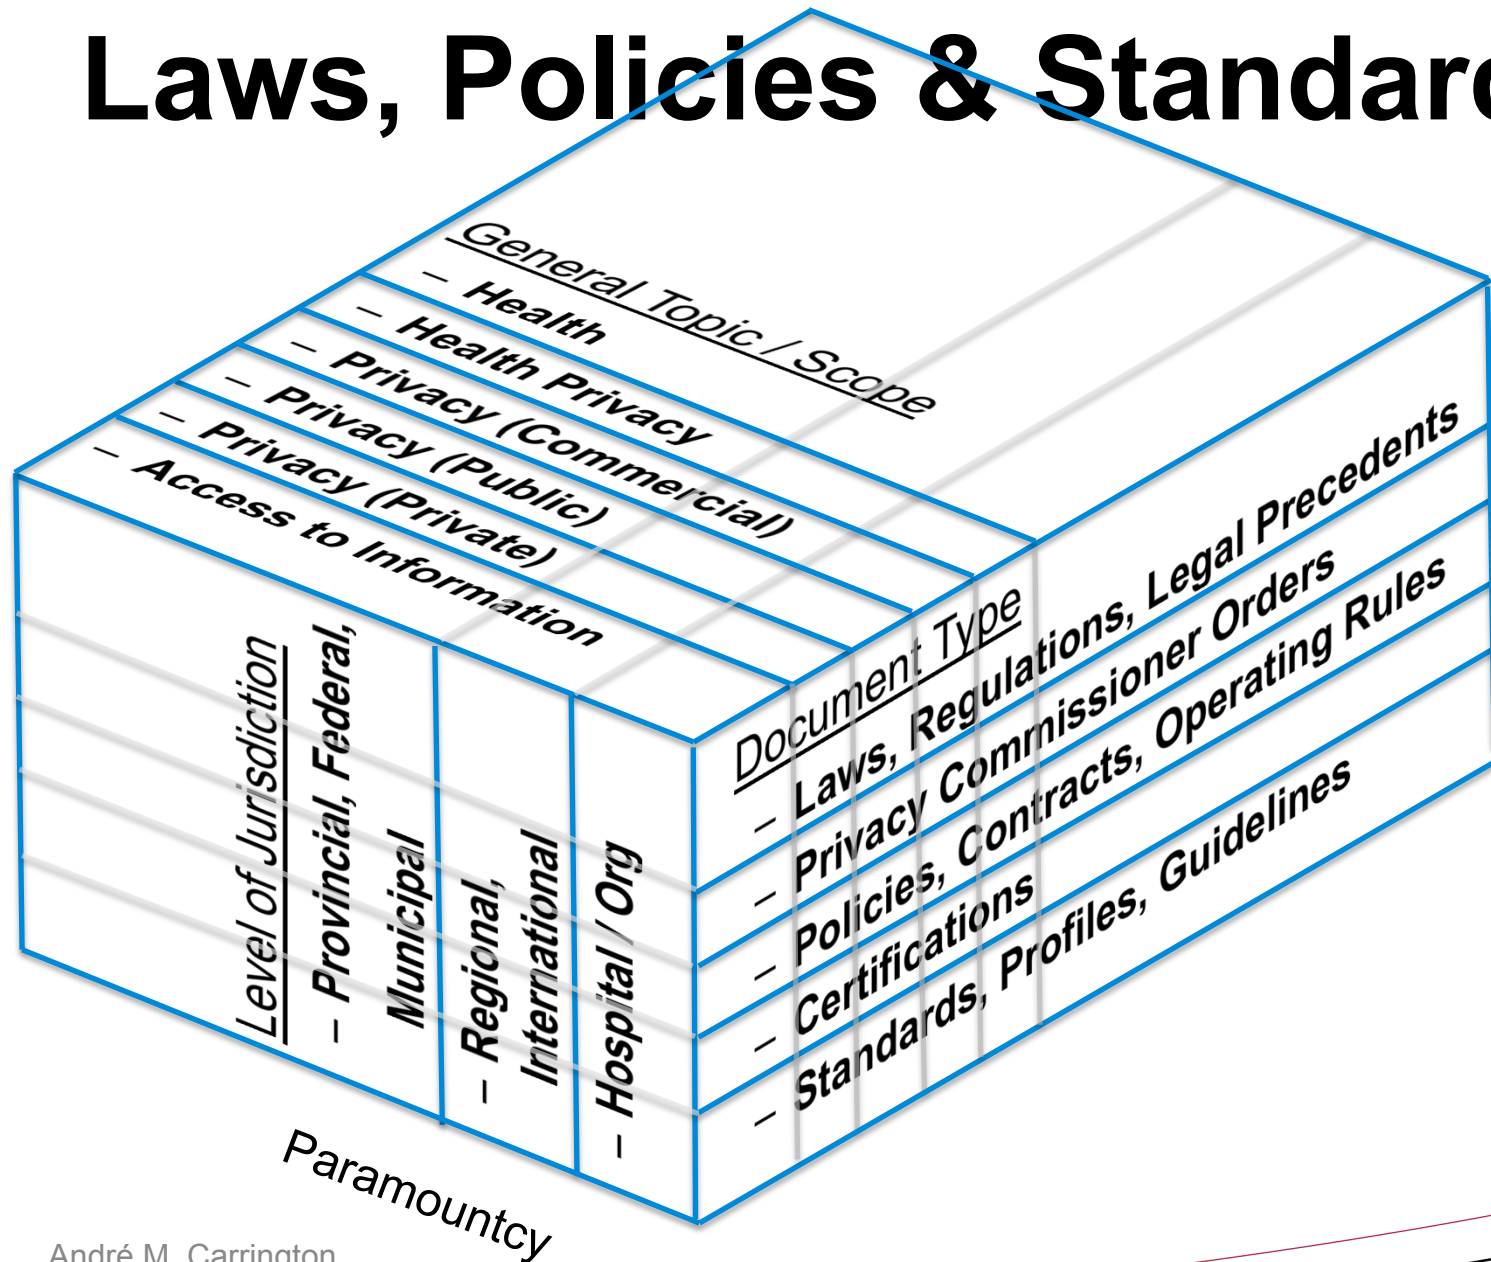 Laws, Policies & Standard
General Topic / Scope
– Health
– Health Privacy
– Privacy (Commercial)
– Privacy (Public)
– Privacy (Private)
– Access to Information
Document Type
– Laws, Regulations, Legal Precedents
– Privacy Commissioner Orders
– Policies, Contracts, Operating Rules
– Certifications
– Standards, Profiles, Guidelines
Level of Jurisdiction
– Provincial, Federal,
Municipal
– Regional,
International
– Hospital / Org
Paramountcy
André M. Carrington